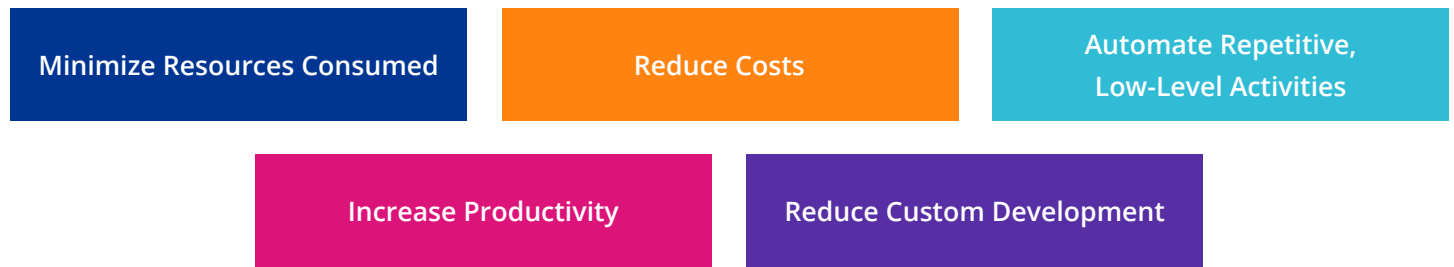 Minimize Resources Consumed
Reduce Costs
Automate Repetitive,
Low-Level Activities
Increase Productivity
Reduce Custom Development